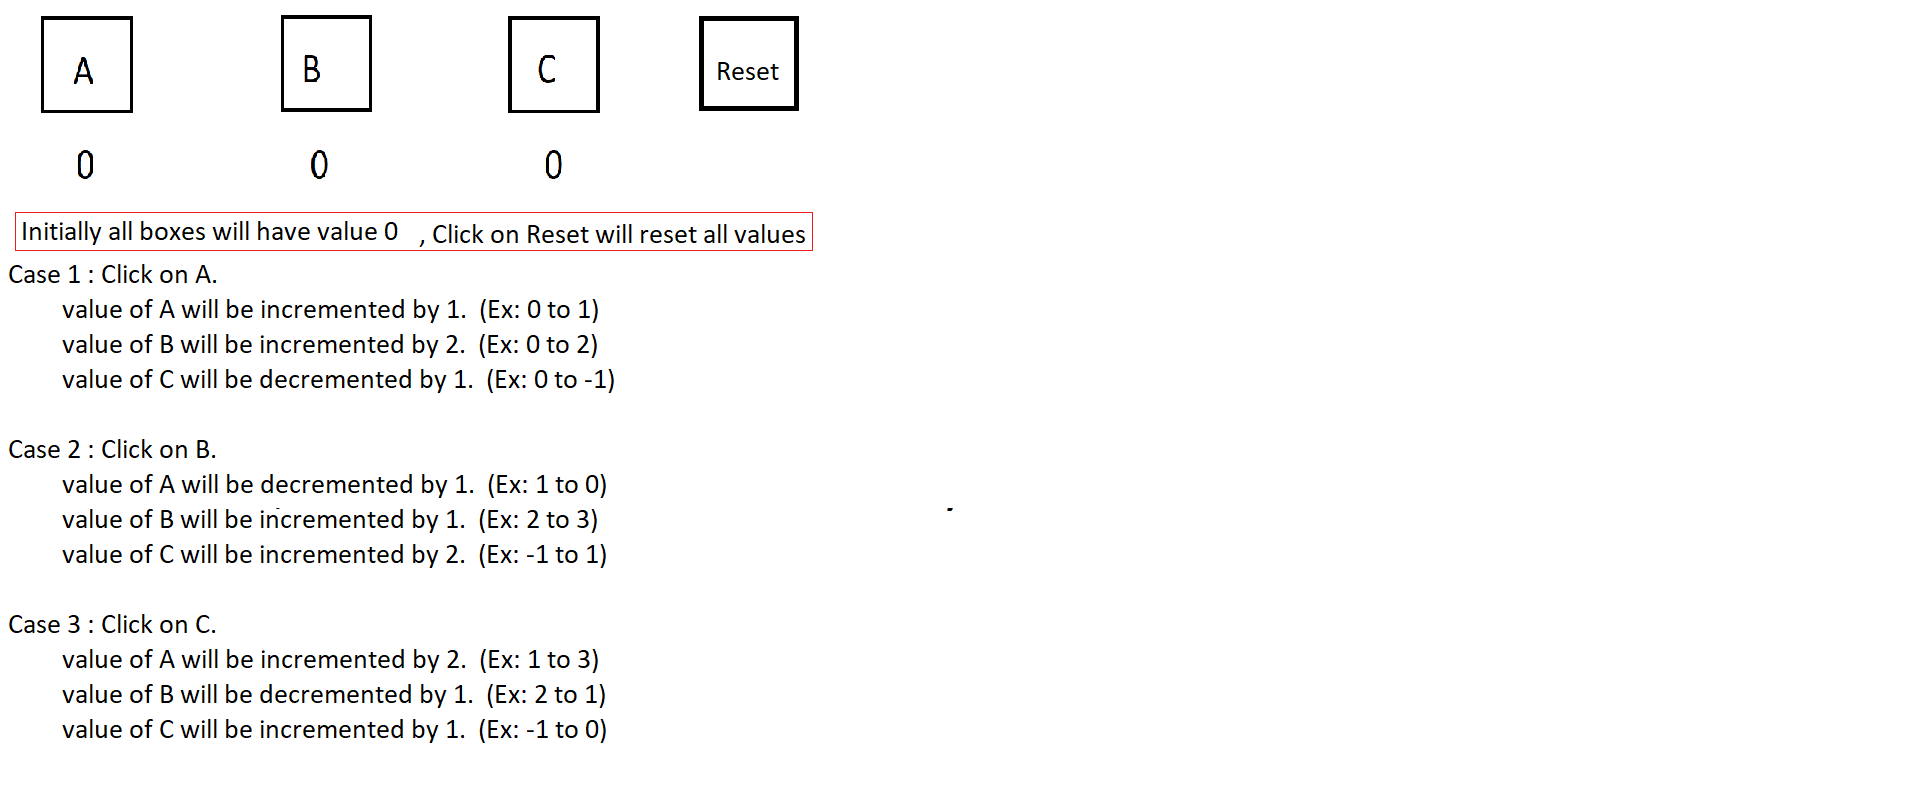 A B C Reset
0 0 0
Initially all boxes will have value 0 , Click on Reset will reset all values
Case 1 : Click on A.
value of A will be incremented by 1. (Ex: 0 to 1)
value of B will be incremented by 2. (Ex: 0 to 2)
value of C will be decremented by 1. (Ex: 0 to -1)
Case 2 : Click on B.
value of A will be decremented by 1. (Ex: 1 to 0)
value of B will be incremented by 1. (Ex: 2 to 3)
value of C will be incremented by 2. (Ex: -1 to 1)
Case 3 : Click on C.
value of A will be incremented by 2. (Ex: 1 to 3)
value of B will be decremented by 1. (Ex: 2 to 1)
value of C will be incremented by 1. (Ex: -1 to 0)